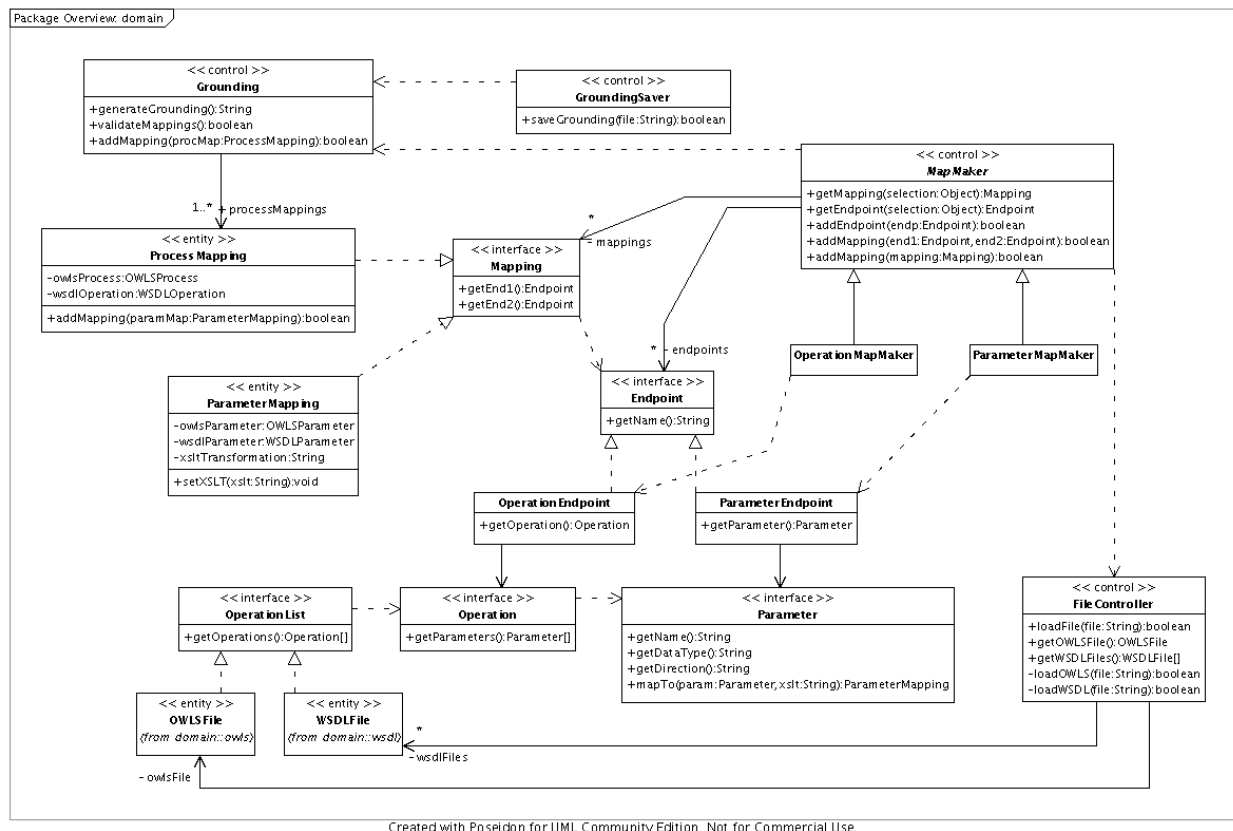 Package Overview: domain
<< control >>
Grounding
+generateGrounding():String
+validateMappings():boolean
+addMapping(procMap:ProcessMapping):boolean
<< control >>
GroundingSaver
+saveGrounding(file:String):boolean
<< control >>
MapMaker
+getMapping(selection:Object):Mapping
+getEndpoint(selection:Object):Endpoint
+addEndpoint(endp:Endpoint):boolean
+addMapping(end1:Endpoint,end2:Endpoint):boolean
+addMapping(mapping:Mapping):boolean
1..* + processMappings
<< entity >>
ProcessMapping
-owlsProcess:OWLSProcess
-wsdlOperation:WSDLOperation
+addMapping(paramMap:ParameterMapping):boolean
*
- mappings
<< interface >>
Mapping
+getEnd1():Endpoint
+getEnd2():Endpoint
* - endpoints
OperationMapMaker
ParameterMapMaker
<< entity >>
ParameterMapping
-owlsParameter:OWLSParameter
-wsdlParameter:WSDLParameter
-xsltTransformation:String
+setXSLT(xslt:String):void
<< interface >>
Endpoint
+getName():String
OperationEndpoint
+getOperation():Operation
ParameterEndpoint
+getParameter():Parameter
<< interface >>
OperationList
+getOperations():Operation[]
<< interface >>
Operation
+getParameters():Parameter[]
<< interface >>
Parameter
+getName():String
+getDataType():String
+getDirection():String
+mapTo(param:Parameter,xslt:String):ParameterMapping
<< control >>
FileController
+loadFile(file:String):boolean
+getOWLSFile():OWLSFile
+getWSDLFiles():WSDLFile[]
-loadOWLS(file:String):boolean
-loadWSDL(file:String):boolean
<< entity >>
OWLSFile
(from domain::owls)
<< entity >>
WSDLFile
(from domain::wsdl)
*
- wsdlFiles
- owlsFile
Created with Poseidon for UML Community Edition. Not for Commercial Use.